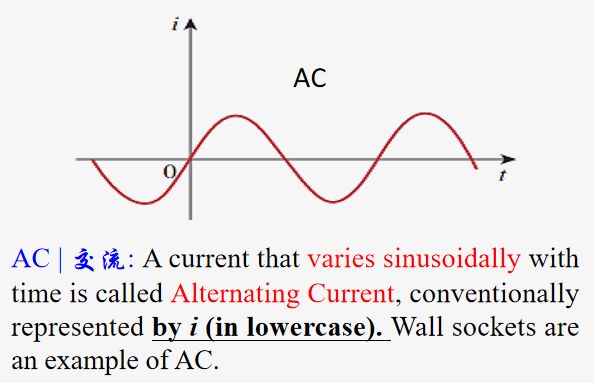 i
AC
O
t
AC | 交流: A current that varies sinusoidally with
time is called Alternating Current, conventionally
represented by i (in lowercase). Wall sockets are
an example of AC.